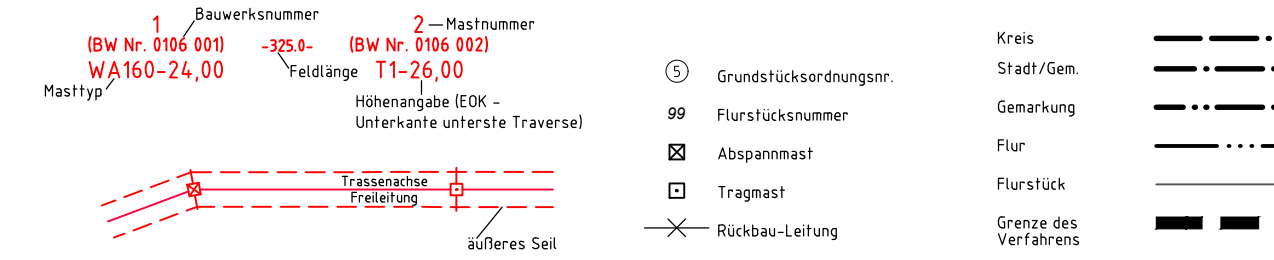 Bauwerksnummer
1
(BW Nr. 0106 001)
WA160-24,00
Masttyp
-325.0-
Feldlänge
2
Mastnummer
(BW Nr. 0106 002)
T1-26,00
Höhenangabe (EOK -
Unterkante unterste Traverse)
Trassenachse
Freileitung
äußeres Seil
5 Grundstücksordnungsnr.
99 Flurstücksnummer
Abspannmast
Tragmast
Rückbau-Leitung
Kreis
Stadt/Gem.
Gemarkung
Flur
Flurstück
Grenze des
Verfahrens